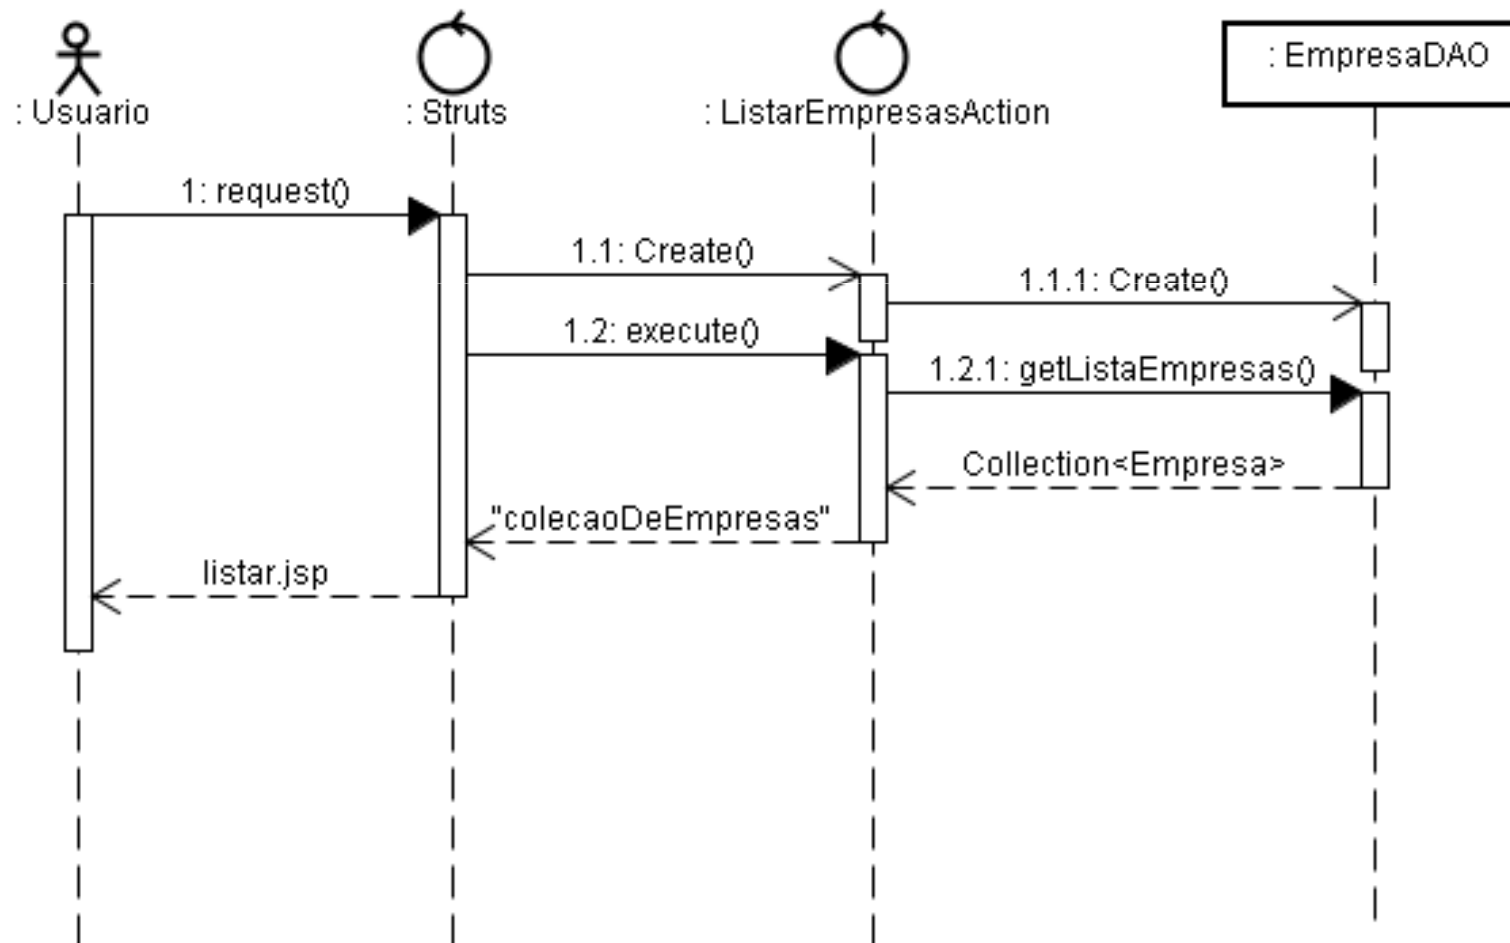 : Usuario
: Struts
: ListarEmpresasAction
: EmpresaDAO
1: request()
1.1: Create()
1.1.1: Create()
1.2: execute()
1.2.1: getListaEmpresas()
Collection<Empresa>
"colecaoDeEmpresas"
listar.jsp